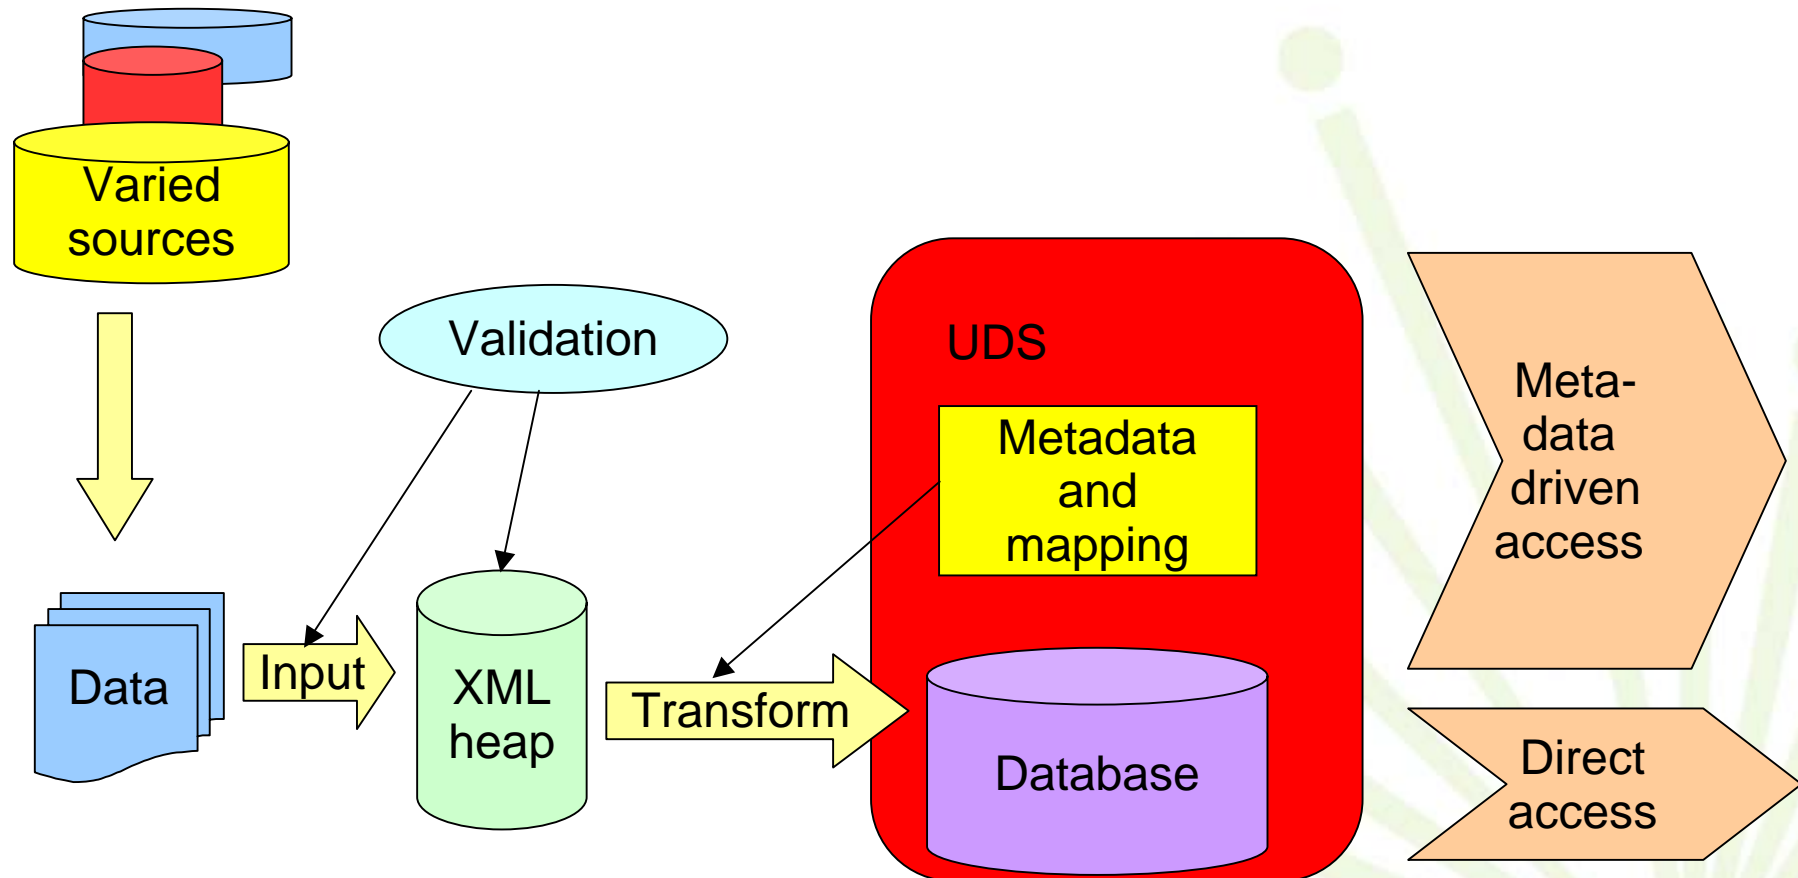 Varied
sources
Validation
UDS
Metadata
and
mapping
Meta-
data
driven
access
Data
Input
XML
heap
Transform
Database
Direct
access